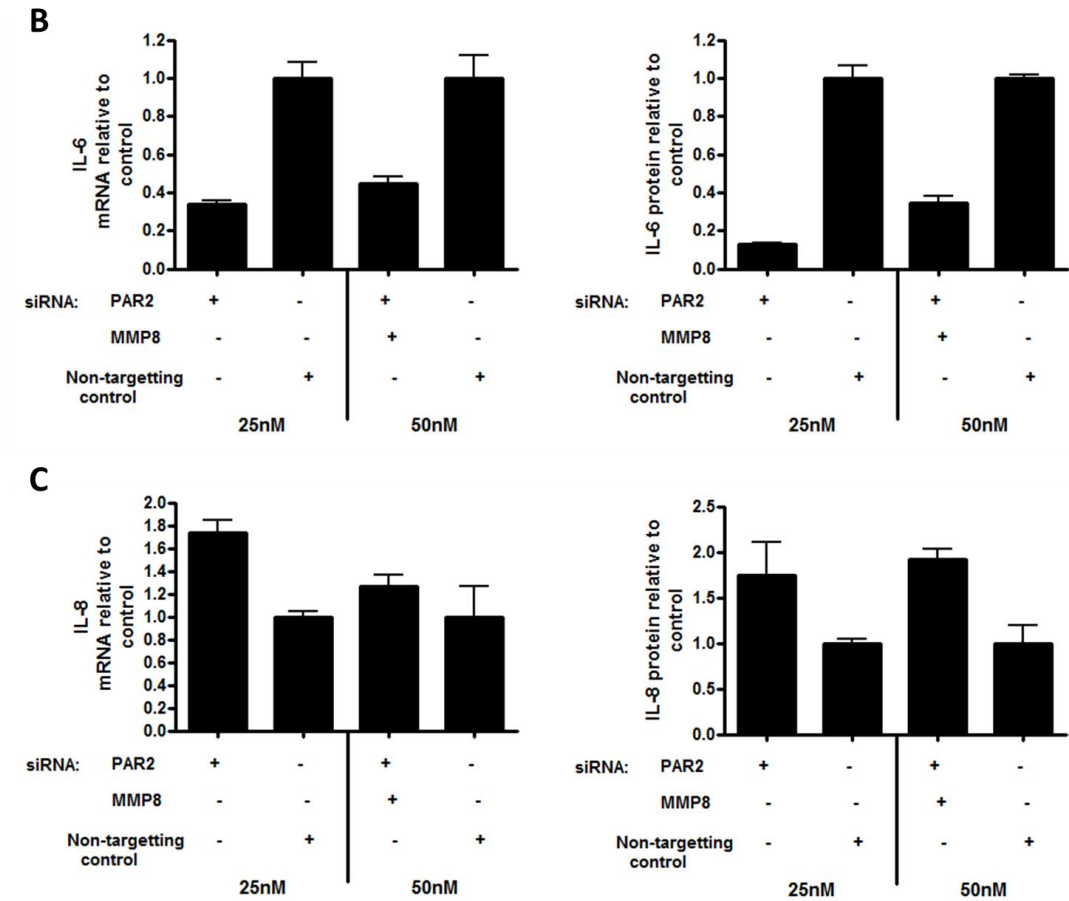 B
IL-6
mRNA relative to
control
1.2
1.0
0.8
0.6
0.4
0.2
0.0
siRNA: PAR2 + - + -
MMP8 - - + -
Non-targetting
control - + - +
25nM 50nM
IL-6 protein relative to
control
1.2
1.0
0.8
0.6
0.4
0.2
0.0
siRNA: PAR2 + - + -
MMP8 - - + -
Non-targetting
control - + - +
25nM 50nM
C
IL-8
mRNA relative to
control
2.0
1.8
1.6
1.4
1.2
1.0
0.8
0.6
0.4
0.2
0.0
siRNA: PAR2 + - + -
MMP8 - - + -
Non-targetting
control - + - +
25nM 50nM
IL-8 protein relative to
control
2.5
2.0
1.5
1.0
0.5
0.0
siRNA: PAR2 + - + -
MMP8 - - + -
Non-targetting
control - + - +
25nM 50nM